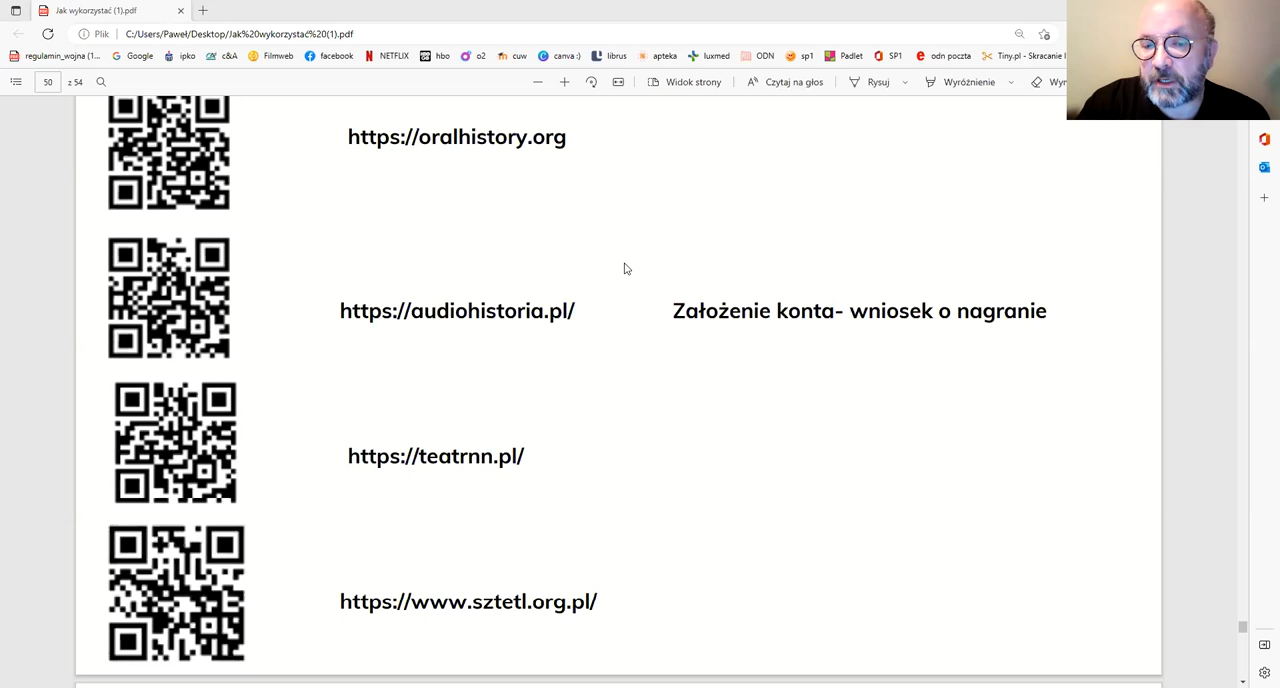 Jak wykorzystać (1).pdf
Plik C:/Users/Paweł/Desktop/Jak%20wykorzystać%20(1).pdf
regulamin_wojna (1... Google ipko c&A Filmweb facebook NETFLIX hbo o2 cuw canva :) librus apteka luxmed ODN sp1 Padlet SP1 odn poczta Tiny.pl - Skracanie l
50 z 54 Widok strony Czytaj na głos Rysuj Wyróżnienie
https://oralhistory.org
https://audiohistoria.pl/ Założenie konta- wniosek o nagranie
https://teatrnn.pl/
https://www.sztetl.org.pl/